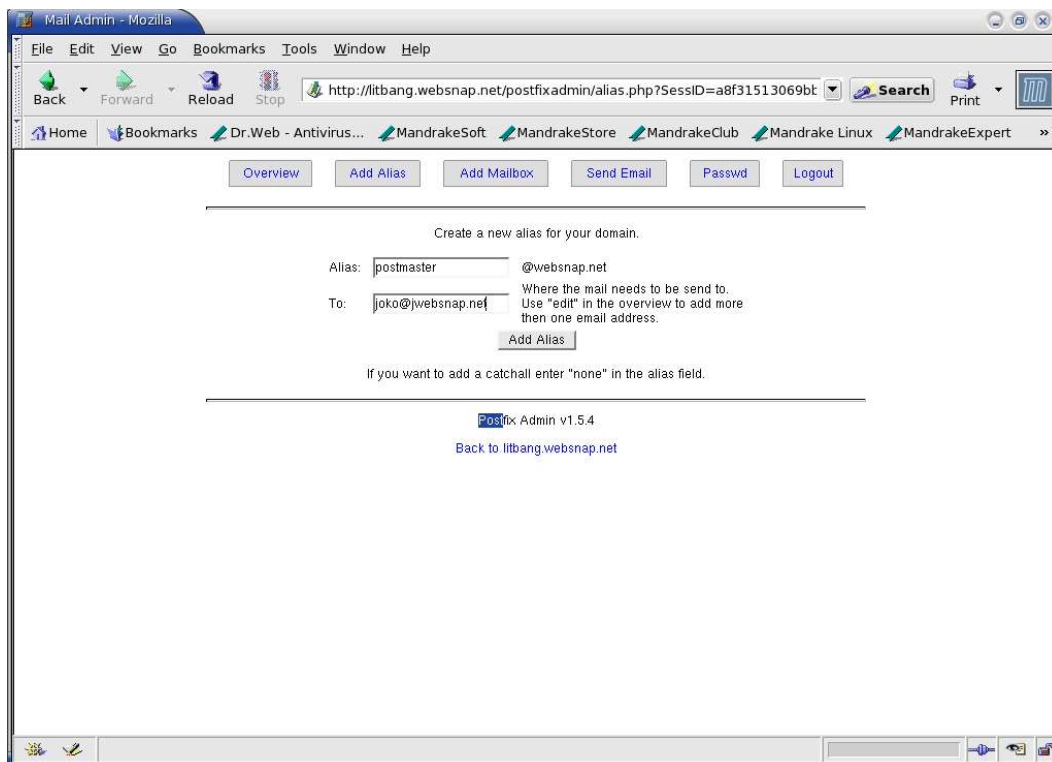 Mail Admin - Mozilla
File Edit View Go Bookmarks Tools Window Help
Back Forward Reload Stop http://litbang.websnap.net/postfixadmin/alias.php?SessID=a8f31513069bt Search Print
Home Bookmarks Dr.Web - Antivirus... MandrakeSoft MandrakeStore MandrakeClub Mandrake Linux MandrakeExpert »
Overview Add Alias Add Mailbox Send Email Passwd Logout
Create a new alias for your domain.
Alias: postmaster @websnap.net
To: joko@jwebsnap.net
Where the mail needs to be send to.
Use "edit" in the overview to add more
then one email address.
Add Alias
If you want to add a catchall enter "none" in the alias field.
Postfix Admin v1.5.4
Back to litbang.websnap.net